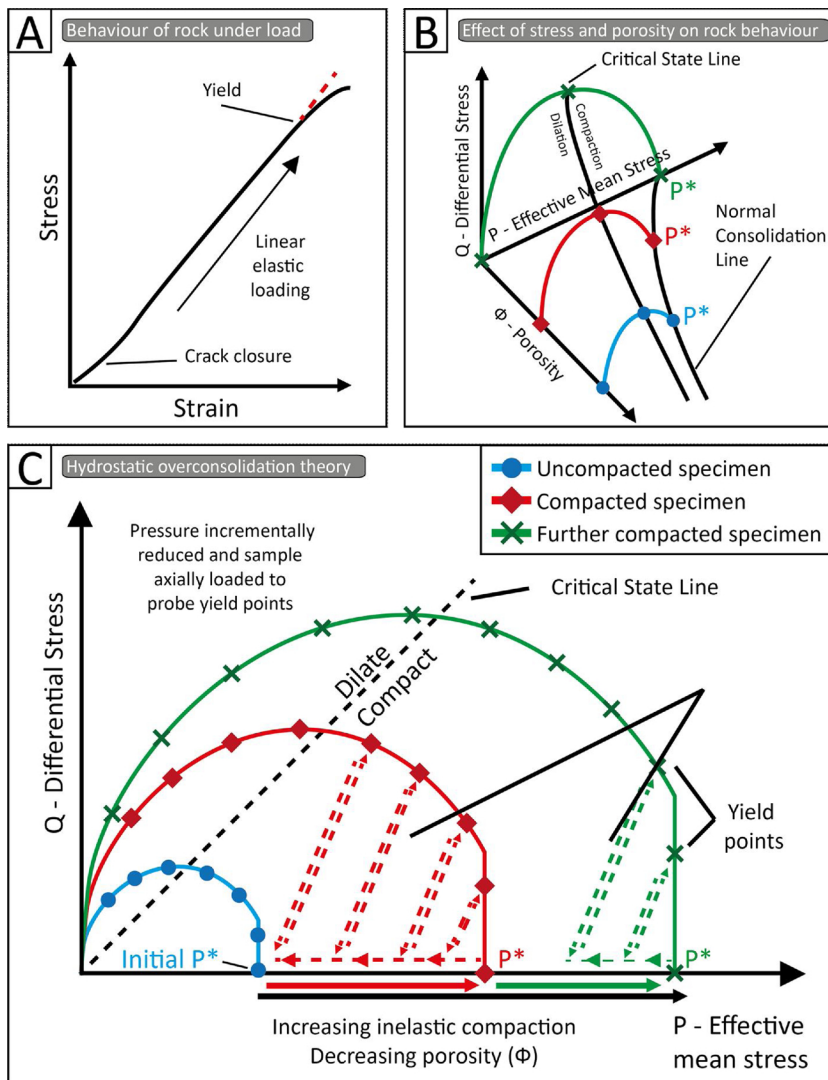 A
Behaviour of rock under load
Yield
Stress
Linear
elastic
loading
Crack closure
Strain
B
Effect of stress and porosity on rock behaviour
Critical State Line
Q - Differential Stress
Compaction
Dilation
P - Effective Mean Stress
P*
P*
P*
Normal
Consolidation
Line
Φ - Porosity
C
Hydrostatic overconsolidation theory
Uncompacted specimen
Compacted specimen
Further compacted specimen
Pressure incrementally
reduced and sample
axially loaded to
probe yield points
Critical State Line
Q - Differential Stress
Dilate
Compact
Yield
points
Initial P*
P*
P*
Increasing inelastic compaction
Decreasing porosity (Φ)
P - Effective
mean stress